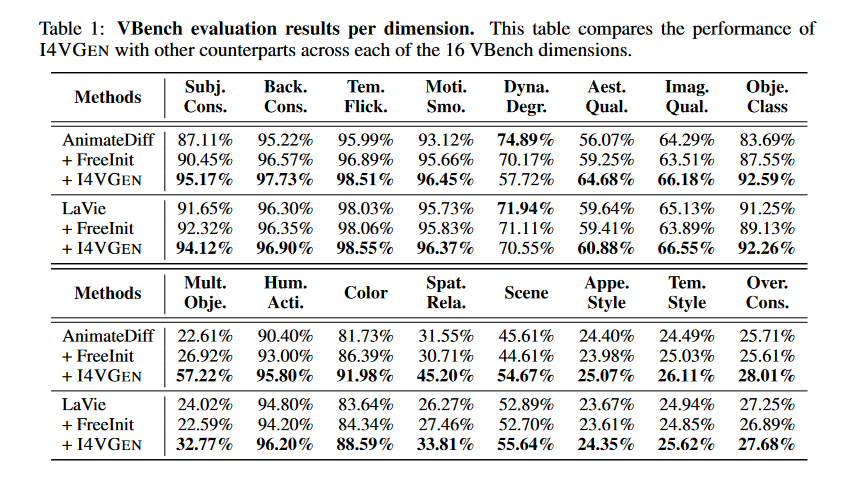 Table 1: VBench evaluation results per dimension. This table compares the performance of
I4VGEN with other counterparts across each of the 16 VBench dimensions.
Methods Subj. Cons. Back. Cons. Tem. Flick. Moti. Smo. Dyna. Degr. Aest. Qual. Imag. Qual. Obje. Class
AnimateDiff 87.11% 95.22% 95.99% 93.12% 74.89% 56.07% 64.29% 83.69%
+ FreeInit 90.45% 96.57% 96.89% 95.66% 70.17% 59.25% 63.51% 87.55%
+ I4VGEN 95.17% 97.73% 98.51% 96.45% 57.72% 64.68% 66.18% 92.59%
LaVie 91.65% 96.30% 98.03% 95.73% 71.94% 59.64% 65.13% 91.25%
+ FreeInit 92.32% 96.35% 98.06% 95.83% 71.11% 59.41% 63.89% 89.13%
+ I4VGEN 94.12% 96.90% 98.55% 96.37% 70.55% 60.88% 66.55% 92.26%
Methods Mult. Obje. Hum. Acti. Color Spat. Rela. Scene Appe. Style Tem. Style Over. Cons.
AnimateDiff 22.61% 90.40% 81.73% 31.55% 45.61% 24.40% 24.49% 25.71%
+ FreeInit 26.92% 93.00% 86.39% 30.71% 44.61% 23.98% 25.03% 25.61%
+ I4VGEN 57.22% 95.80% 91.98% 45.20% 54.67% 25.07% 26.11% 28.01%
LaVie 24.02% 94.80% 83.64% 26.27% 52.89% 23.67% 24.94% 27.25%
+ FreeInit 22.59% 94.20% 84.34% 27.46% 52.70% 23.61% 24.85% 26.89%
+ I4VGEN 32.77% 96.20% 88.59% 33.81% 55.64% 24.35% 25.62% 27.68%